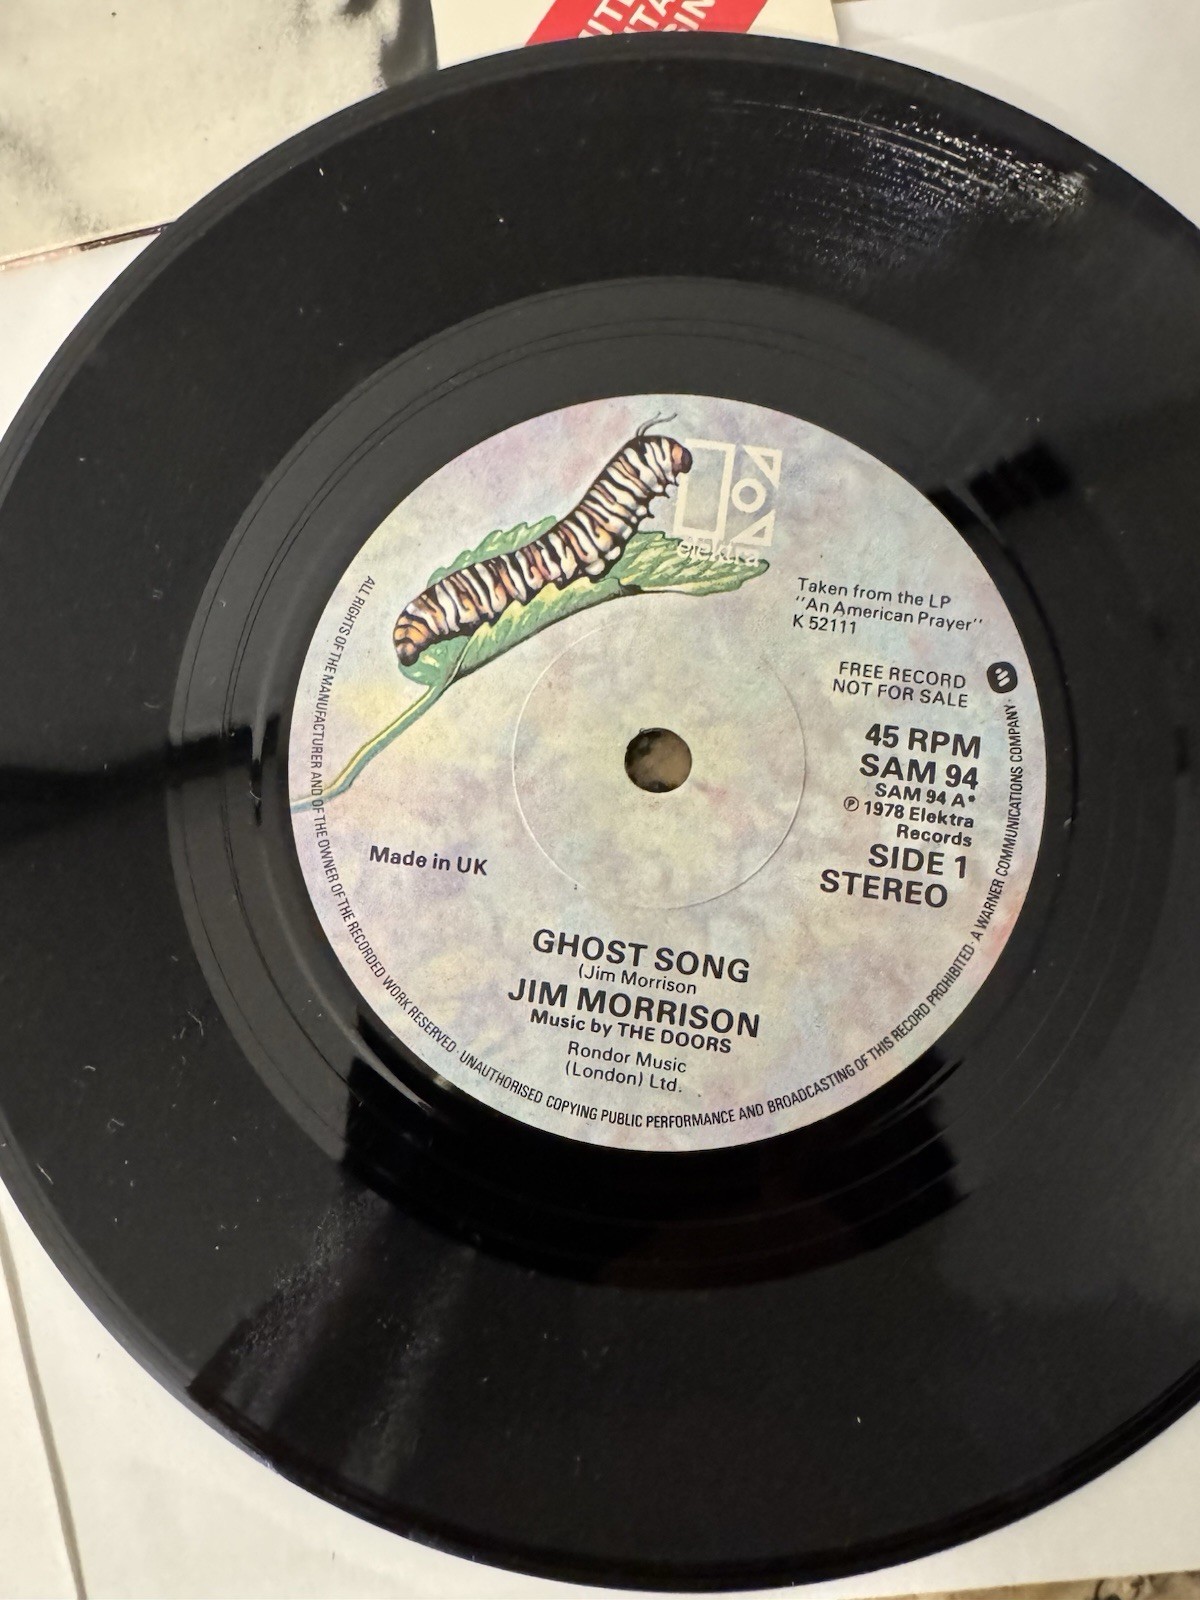 elektra
Taken from the LP
"An American Prayer"
K 52111
FREE RECORD
NOT FOR SALE
45 RPM
SAM 94
SAM 94 A*
℗ 1978 Elektra
Records
SIDE 1
STEREO
Made in UK
GHOST SONG
(Jim Morrison
JIM MORRISON
Music by THE DOORS
Rondor Music
(London) Ltd.
ALL RIGHTS OF THE MANUFACTURER AND OF THE OWNER OF THE RECORDED WORK RESERVED · UNAUTHORISED COPYING PUBLIC PERFORMANCE AND BROADCASTING OF THIS RECORD PROHIBITED · A WARNER COMMUNICATIONS COMPANY ·